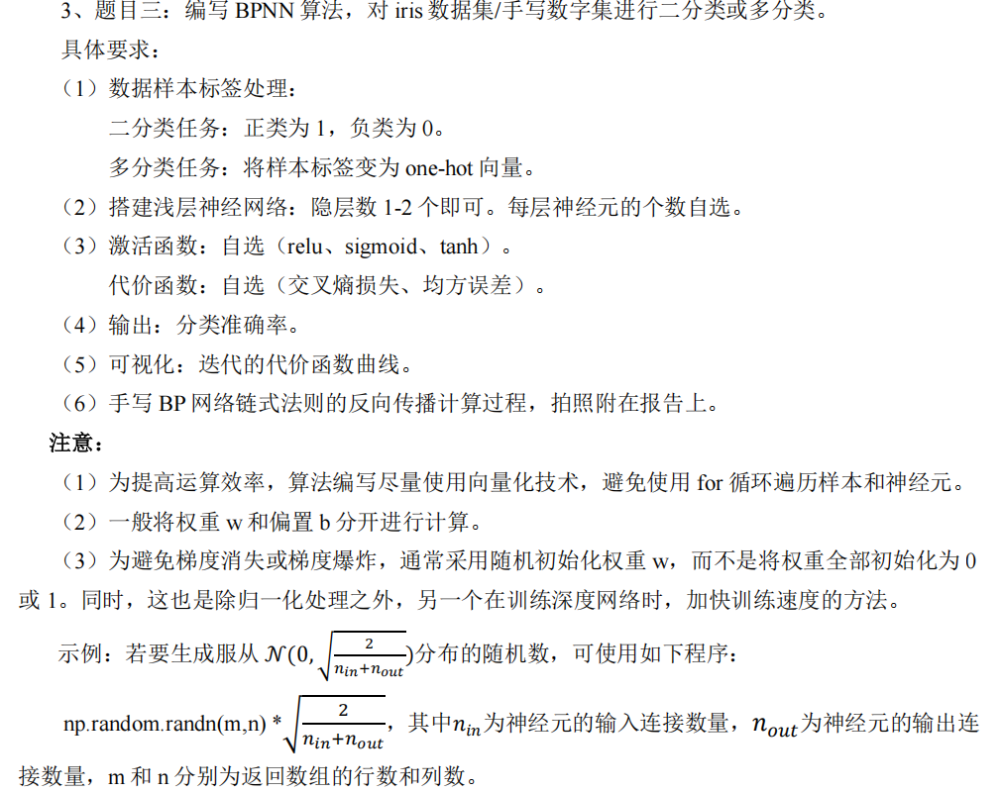 3、题目三：编写 BPNN 算法，对 iris 数据集/手写数字集进行二分类或多分类。
具体要求：
（1）数据样本标签处理：
二分类任务：正类为 1，负类为 0。
多分类任务：将样本标签变为 one-hot 向量。
（2）搭建浅层神经网络：隐层数 1-2 个即可。每层神经元的个数自选。
（3）激活函数：自选（relu、sigmoid、tanh）。
代价函数：自选（交叉熵损失、均方误差）。
（4）输出：分类准确率。
（5）可视化：迭代的代价函数曲线。
（6）手写 BP 网络链式法则的反向传播计算过程，拍照附在报告上。
注意：
（1）为提高运算效率，算法编写尽量使用向量化技术，避免使用 for 循环遍历样本和神经元。
（2）一般将权重 w 和偏置 b 分开进行计算。
（3）为避免梯度消失或梯度爆炸，通常采用随机初始化权重 w，而不是将权重全部初始化为 0
或 1。同时，这也是除归一化处理之外，另一个在训练深度网络时，加快训练速度的方法。
示例：若要生成服从 𝒩(0, √(2/(n_in+n_out)))分布的随机数，可使用如下程序：
np.random.randn(m,n) * √(2/(n_in+n_out))，其中n_in为神经元的输入连接数量，n_out为神经元的输出连
接数量，m 和 n 分别为返回数组的行数和列数。